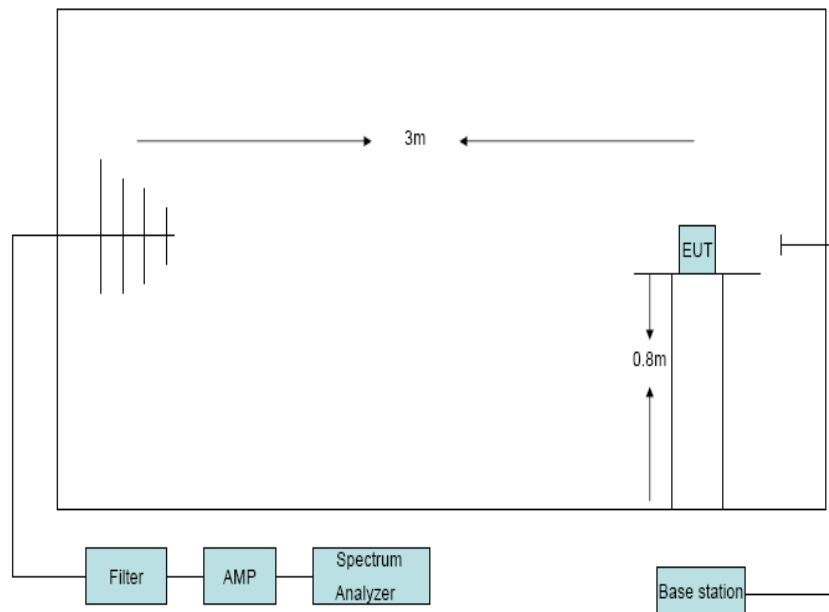 3m
EUT
0.8m
Filter
AMP
Spectrum
Analyzer
Base station